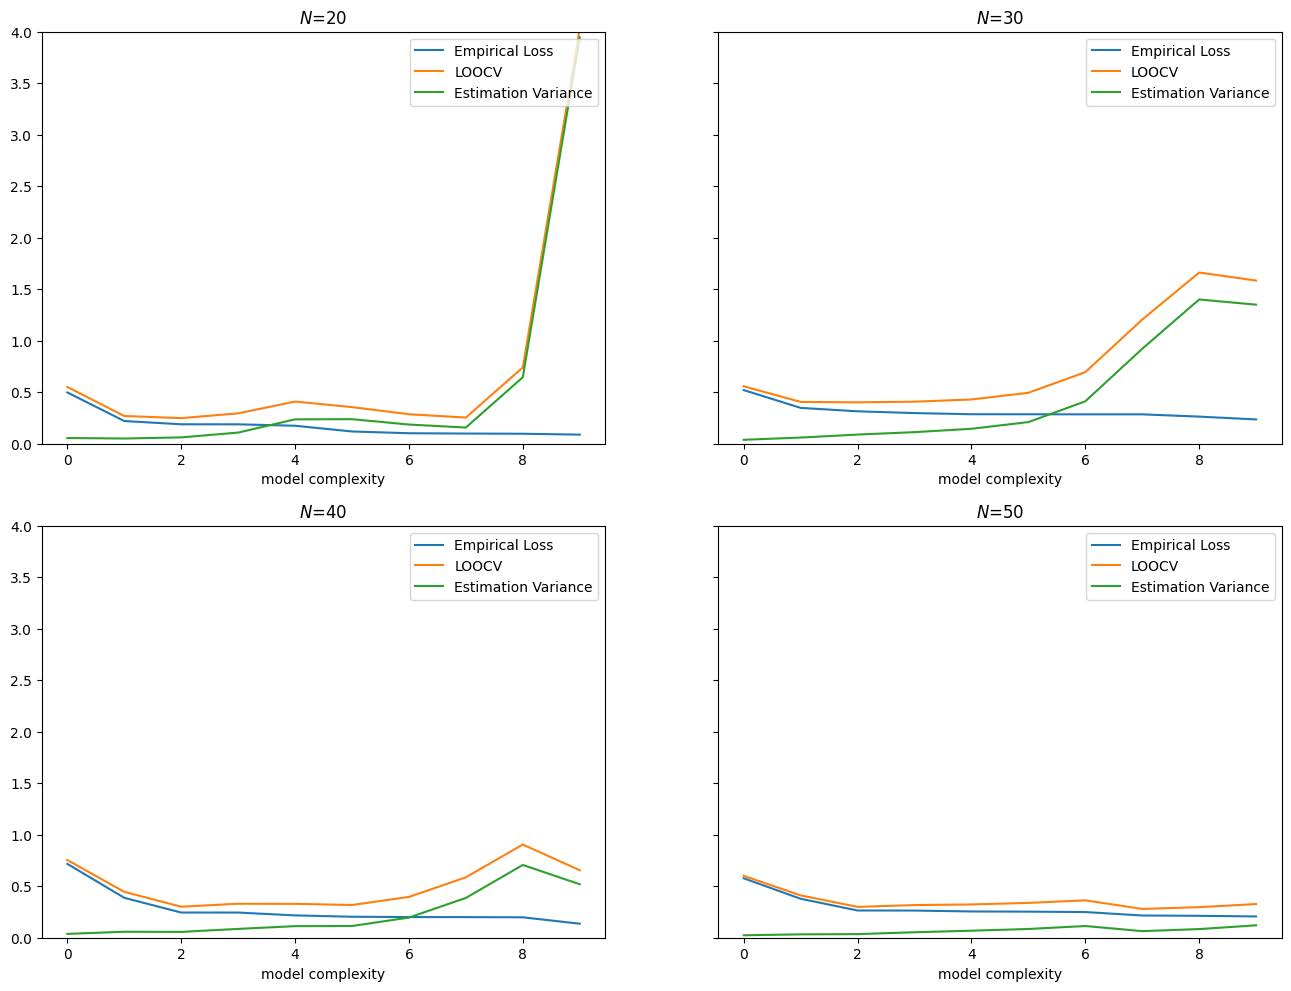 N=20
4.0
3.5
3.0
2.5
2.0
1.5
1.0
0.5
0.0
Empirical Loss
LOOCV
Estimation Variance
0 2 4 6 8
model complexity
N=30
Empirical Loss
LOOCV
Estimation Variance
0 2 4 6 8
model complexity
N=40
4.0
3.5
3.0
2.5
2.0
1.5
1.0
0.5
0.0
Empirical Loss
LOOCV
Estimation Variance
0 2 4 6 8
model complexity
N=50
Empirical Loss
LOOCV
Estimation Variance
0 2 4 6 8
model complexity